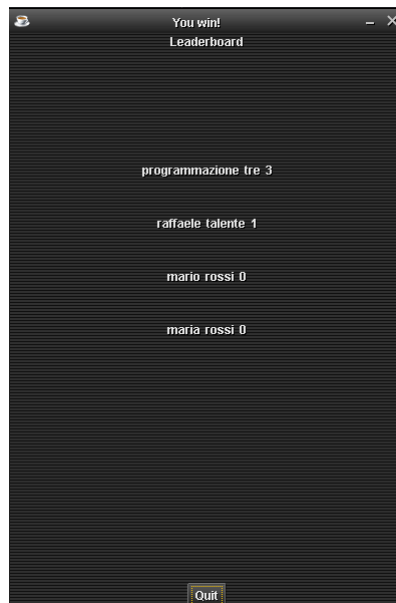 You win!
Leaderboard
programmazione tre 3
raffaele talente 1
mario rossi 0
maria rossi 0
Quit